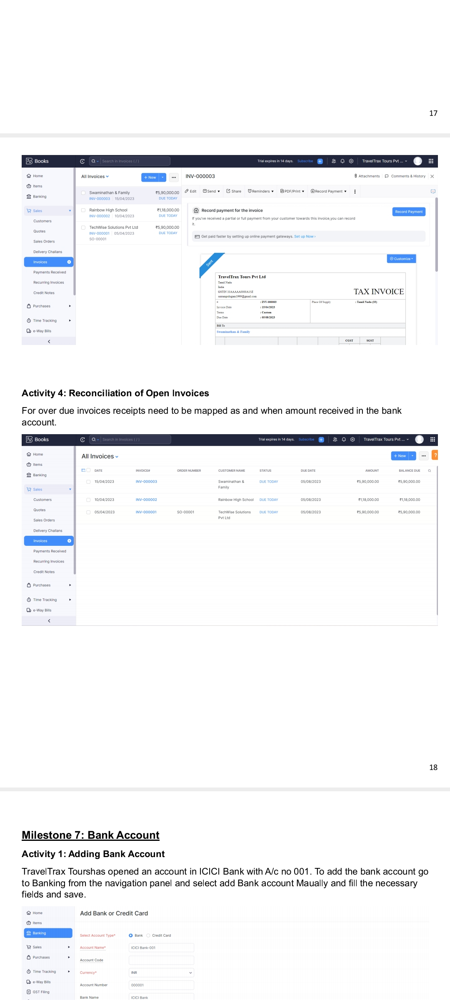 17
Books
Search in Invoices ( / )
Trial expires in 14 days. Subscribe
TravelTrax Tours Pvt ...
Home
Items
Banking
Sales
Customers
Quotes
Sales Orders
Delivery Challans
Invoices
Payments Received
Recurring Invoices
Credit Notes
Purchases
Time Tracking
e-Way Bills
All Invoices
+ New
Swaminathan & Family ₹5,90,000.00
INV-000003 15/04/2023 DUE TODAY
Rainbow High School ₹1,18,000.00
INV-000002 10/04/2023 DUE TODAY
TechWise Solutions Pvt Ltd ₹5,90,000.00
INV-000001 05/04/2023 DUE TODAY
SO-00001
INV-000003
Attachments Comments & History
Edit Send Share Reminders PDF/Print Record Payment
Record payment for the invoice
If you've received a partial or full payment from your customer towards this invoice,you can record
it.
Record Payment
Get paid faster by setting up online payment gateways. Set up Now ›
Sent
Customize
TravelTrax Tours Pvt Ltd
Tamil Nadu
India
GSTIN 33AAAAA0000A15Z
sairampulugam1999@gmail.com
TAX INVOICE
# : INV-000003 Place Of Supply : Tamil Nadu (33)
Invoice Date : 15/04/2023
Terms : Custom
Due Date : 05/08/2023
Bill To
Swaminathan & Family
CGST SGST
Activity 4: Reconciliation of Open Invoices
For over due invoices receipts need to be mapped as and when amount received in the bank
account.
Books
Search in Invoices ( / )
Trial expires in 14 days. Subscribe
TravelTrax Tours Pvt ...
Home
Items
Banking
Sales
Customers
Quotes
Sales Orders
Delivery Challans
Invoices
Payments Received
Recurring Invoices
Credit Notes
Purchases
Time Tracking
e-Way Bills
All Invoices
+ New
?
DATE INVOICE# ORDER NUMBER CUSTOMER NAME STATUS DUE DATE AMOUNT BALANCE DUE
15/04/2023 INV-000003 Swaminathan & DUE TODAY 05/08/2023 ₹5,90,000.00 ₹5,90,000.00
Family
10/04/2023 INV-000002 Rainbow High School DUE TODAY 05/08/2023 ₹1,18,000.00 ₹1,18,000.00
05/04/2023 INV-000001 SO-00001 TechWise Solutions DUE TODAY 05/08/2023 ₹5,90,000.00 ₹5,90,000.00
Pvt Ltd
18
Milestone 7: Bank Account
Activity 1: Adding Bank Account
TravelTrax Tourshas opened an account in ICICI Bank with A/c no 001. To add the bank account go
to Banking from the navigation panel and select add Bank account Maually and fill the necessary
fields and save.
Home
Items
Banking
Sales
Purchases
Time Tracking
e-Way Bills
GST Filing
Add Bank or Credit Card
Select Account Type* Bank Credit Card
Account Name* ICICI Bank-001
Account Code
Currency* INR
Account Number 000001
Bank Name ICICI Bank